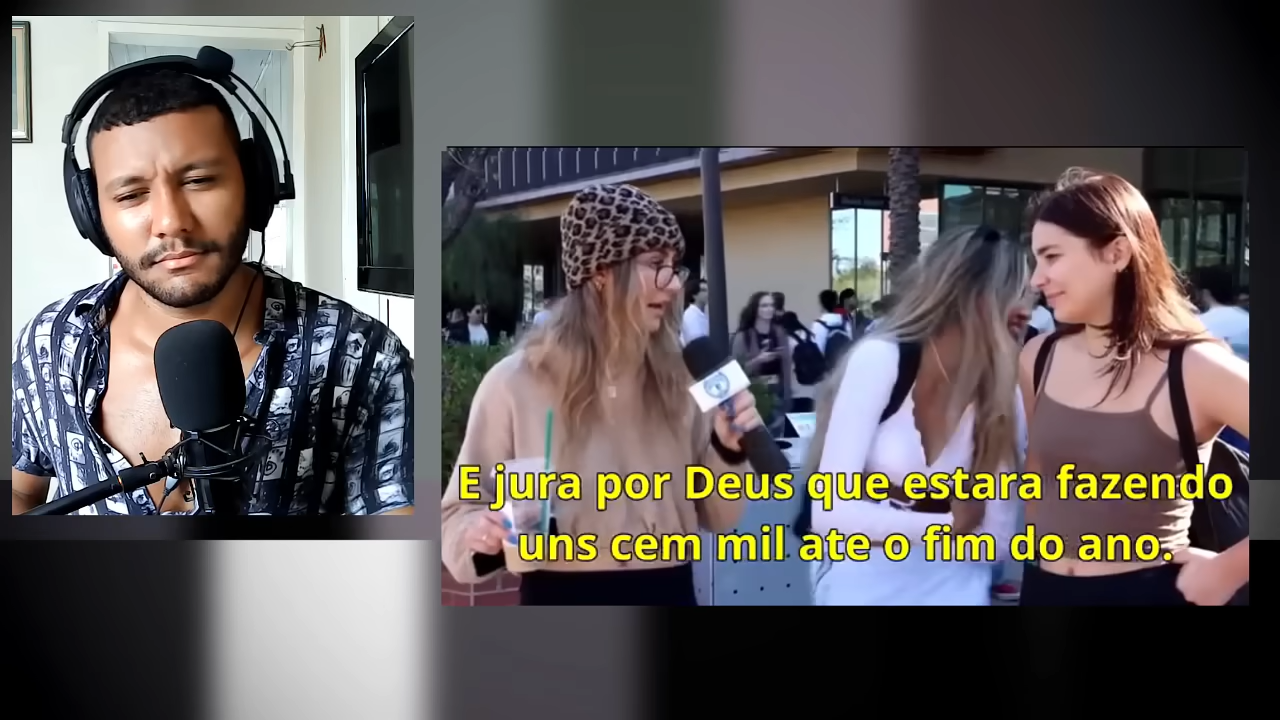 E jura por Deus que estara fazendo
uns cem mil ate o fim do ano.